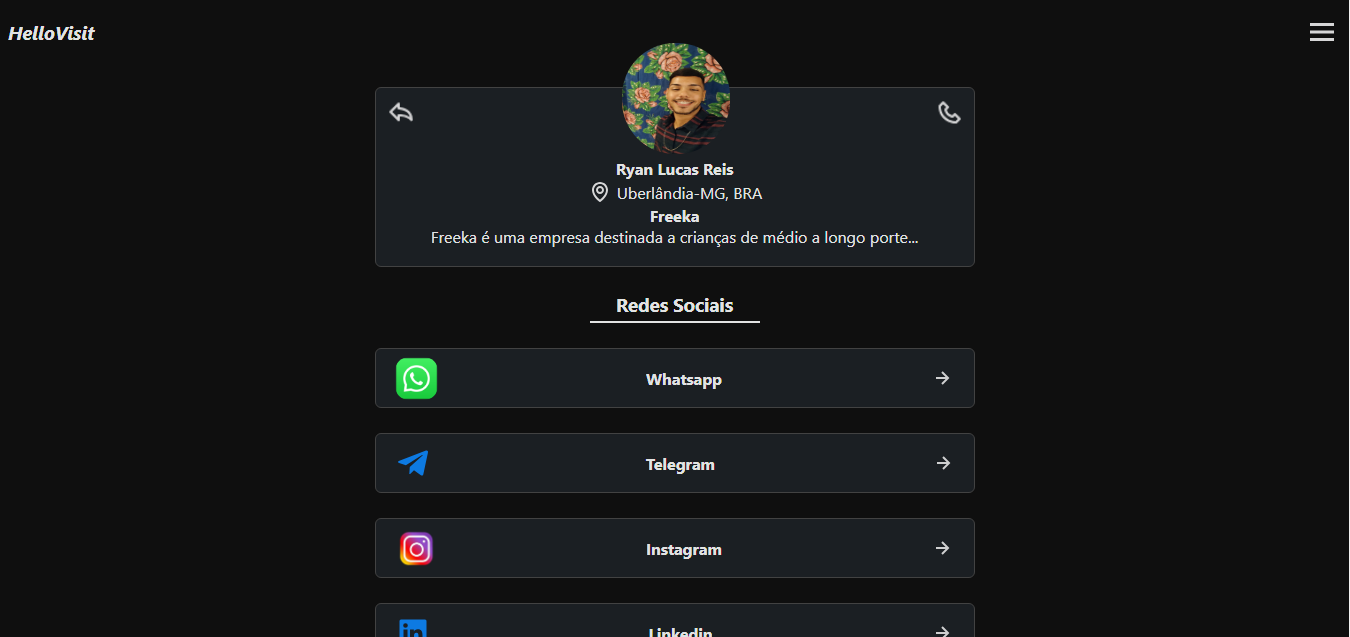 HelloVisit
Ryan Lucas Reis
Uberlândia-MG, BRA
Freeka
Freeka é uma empresa destinada a crianças de médio a longo porte...
Redes Sociais
Whatsapp
Telegram
Instagram
in Linkedin